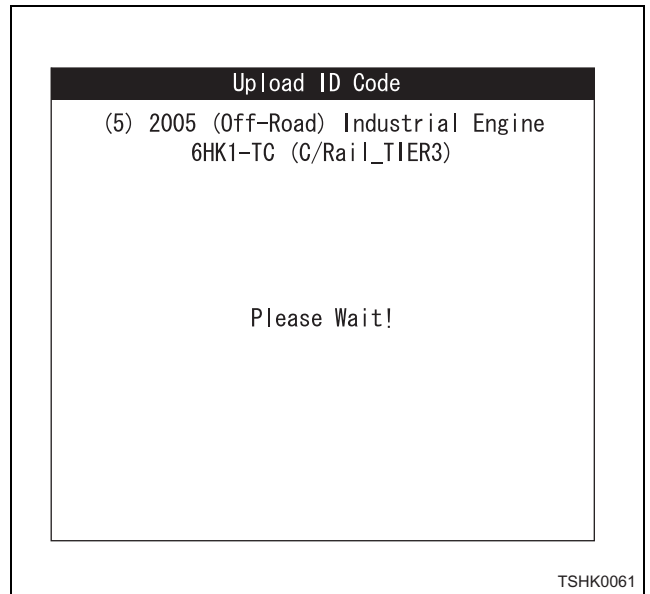 Upload ID Code
(5) 2005 (Off-Road) Industrial Engine
6HK1-TC (C/Rail_TIER3)
Please Wait!
TSHK0061